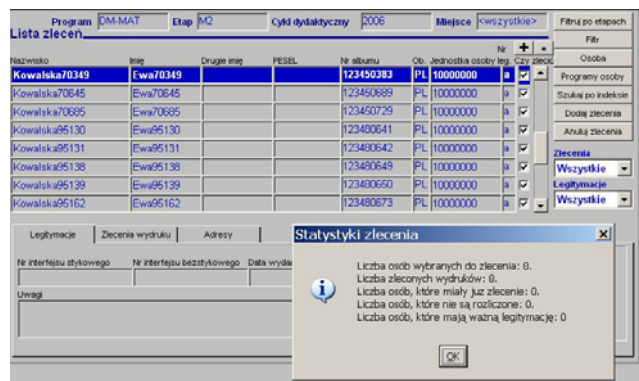 Program DM-MAT Etap M2 Cykl dydaktyczny 2006 Miejsce <wszystkie> Filtruj po etapach
Lista zleceń
Filtr
Nr + -
Nazwisko Imię Drugie imię PESEL Nr albumu Ob. Jednostka osoby leg. Czy zlecić Osoba
Kowalska70349 Ewa70349 123450383 PL 10000000 a Programy osoby
Kowalska70645 Ewa70645 123450689 PL 10000000 a Szukaj po indeksie
Kowalska70685 Ewa70685 123450729 PL 10000000 a Dodaj zlecenia
Kowalska95130 Ewa95130 123480641 PL 10000000 a Anuluj zlecenia
Kowalska95131 Ewa95131 123480642 PL 10000000 a Zlecenia
Kowalska95138 Ewa95138 123480649 PL 10000000 a Wszystkie
Kowalska95139 Ewa95139 123480650 PL 10000000 a Legitymacje
Kowalska95162 Ewa95162 123480673 PL 10000000 a Wszystkie
Legitymacje Zlecenia wydruku Adresy
Nr interfejsu stykowego Nr interfejsu bezstykowego Data wydan
Uwagi
Statystyki zlecenia
Liczba osób wybranych do zlecenia: 8.
Liczba zleconych wydruków: 8.
Liczba osób, które miały juz zlecenie: 0.
Liczba osób, które nie są rozliczone: 0.
Liczba osób, które mają ważną legitymację: 0
OK